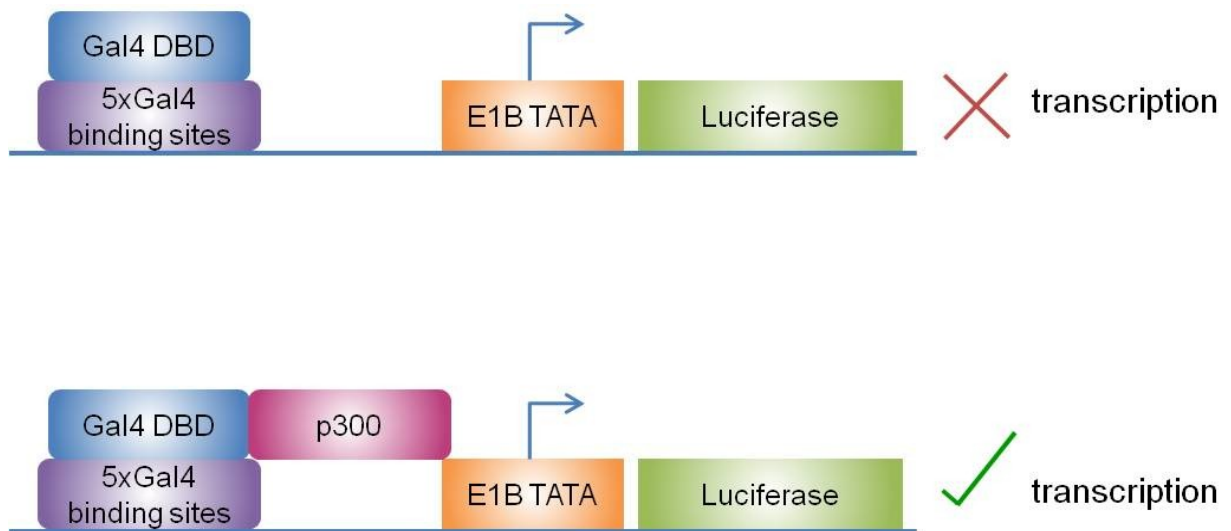 Gal4 DBD
5xGal4
binding sites
E1B TATA
Luciferase
transcription
Gal4 DBD
p300
5xGal4
binding sites
E1B TATA
Luciferase
transcription